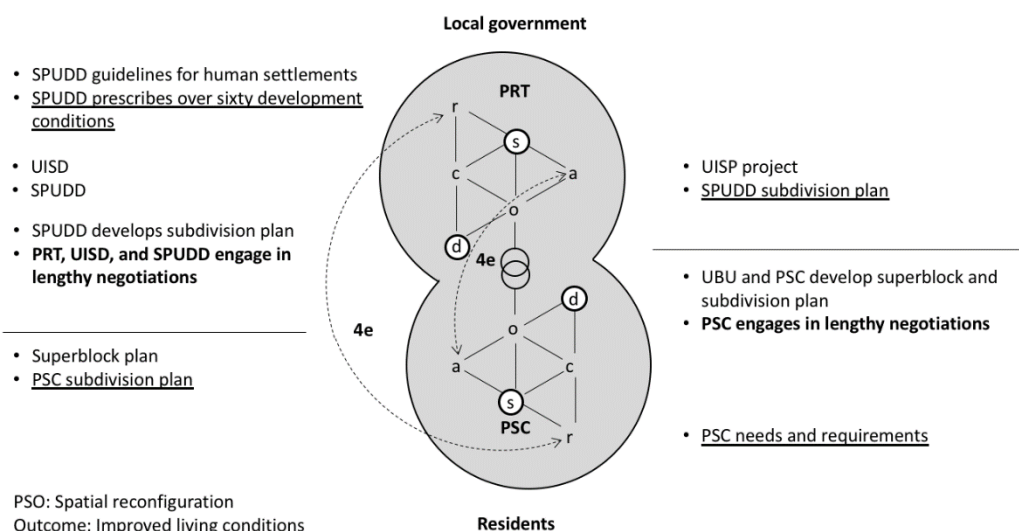 Local government
• SPUDD guidelines for human settlements
• SPUDD prescribes over sixty development
conditions
• UISD
• SPUDD
• SPUDD develops subdivision plan
• PRT, UISD, and SPUDD engage in
lengthy negotiations
• Superblock plan
• PSC subdivision plan
PSO: Spatial reconfiguration
Outcome: Improved living conditions
PRT
r
s
c
a
o
d
4e
4e
d
o
a
c
s
PSC
r
• UISP project
• SPUDD subdivision plan
• UBU and PSC develop superblock and
subdivision plan
• PSC engages in lengthy negotiations
• PSC needs and requirements
Residents